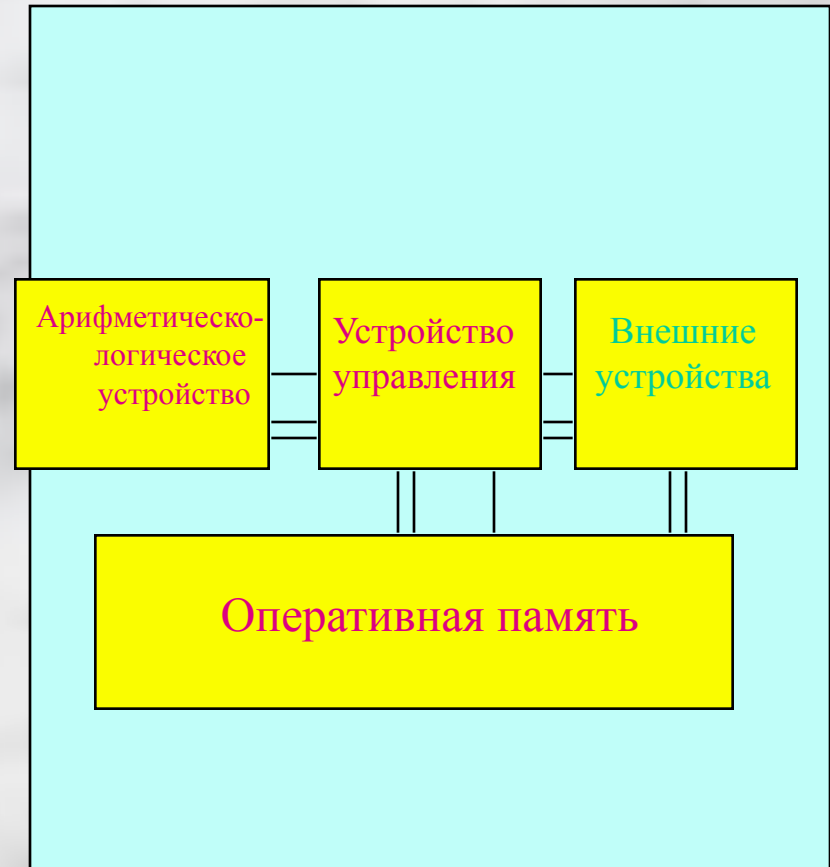 Арифметическо-
логическое
устройство
Устройство
управления
Внешние
устройства
Оперативная память